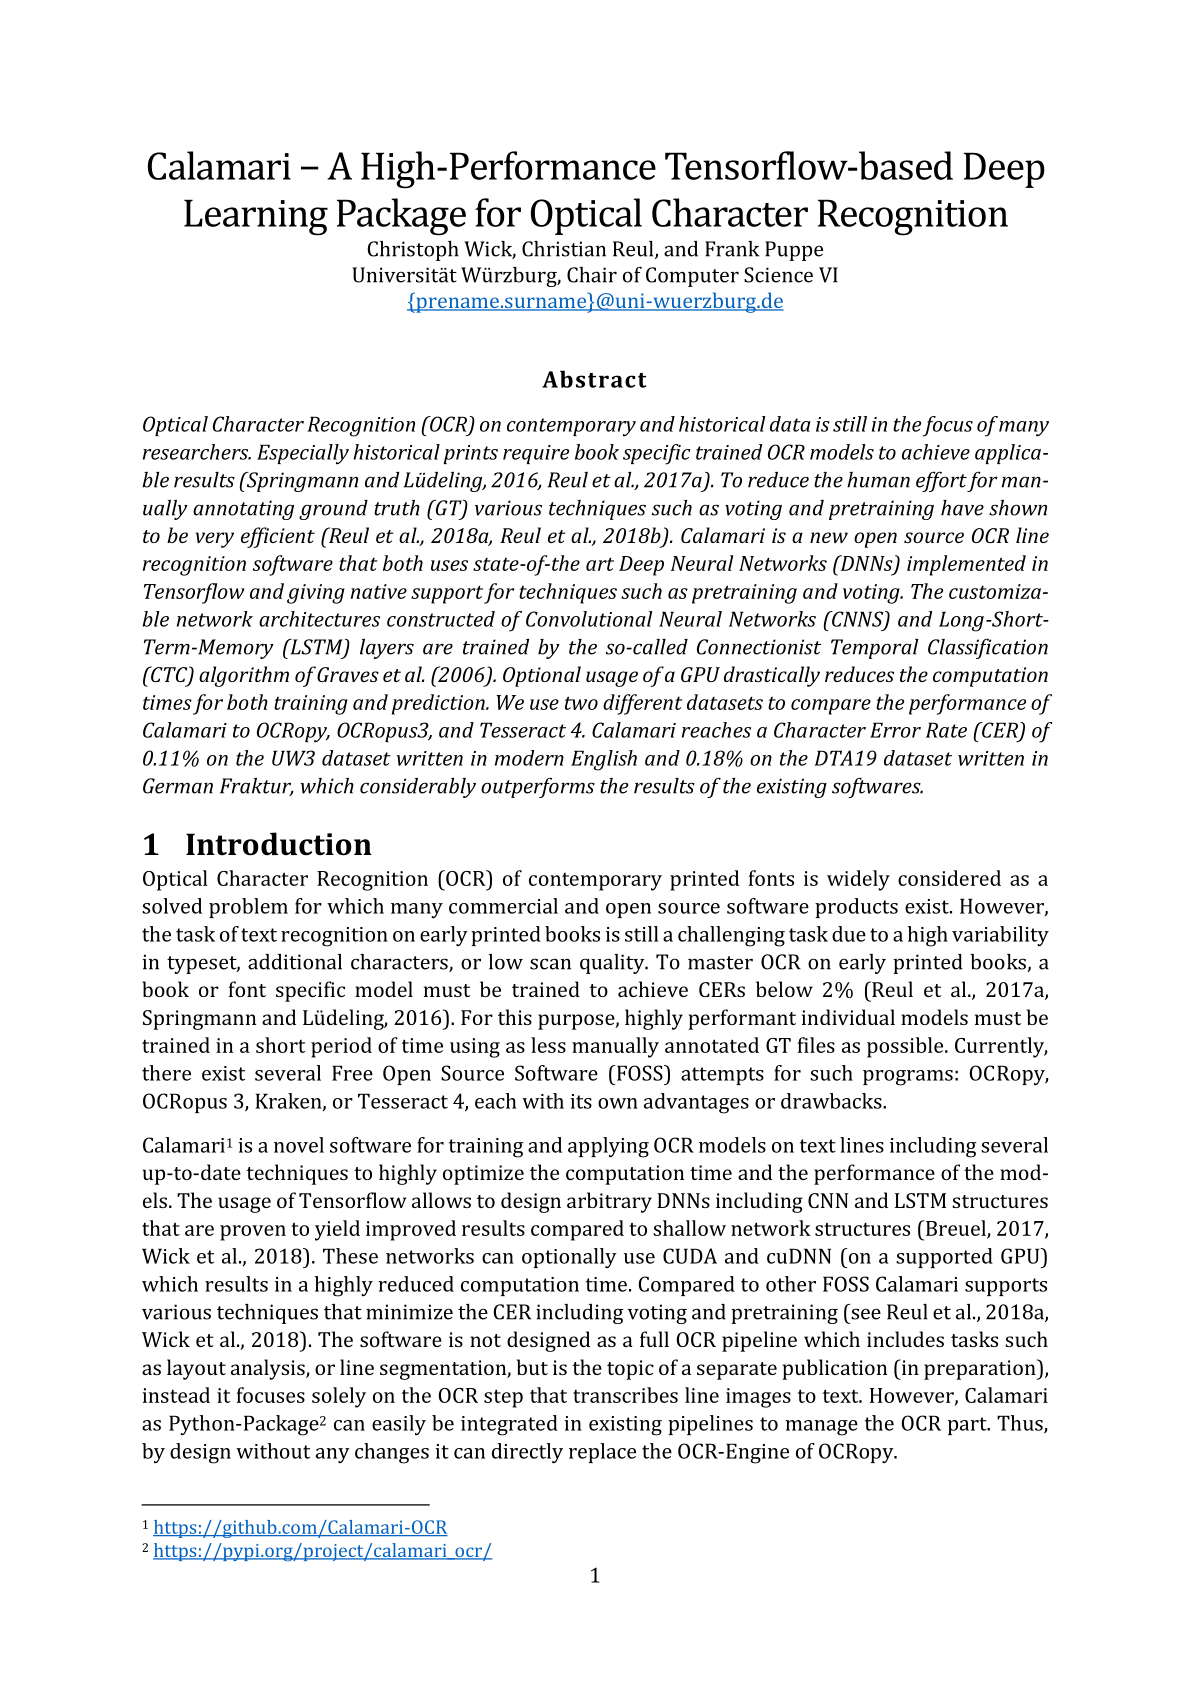 Calamari – A High-Performance Tensorflow-based Deep
Learning Package for Optical Character Recognition
Christoph Wick, Christian Reul, and Frank Puppe
Universität Würzburg, Chair of Computer Science VI
{prename.surname}@uni-wuerzburg.de
Abstract
Optical Character Recognition (OCR) on contemporary and historical data is still in the focus of many
researchers. Especially historical prints require book specific trained OCR models to achieve applica-
ble results (Springmann and Lüdeling, 2016, Reul et al., 2017a). To reduce the human effort for man-
ually annotating ground truth (GT) various techniques such as voting and pretraining have shown
to be very efficient (Reul et al., 2018a, Reul et al., 2018b). Calamari is a new open source OCR line
recognition software that both uses state-of-the art Deep Neural Networks (DNNs) implemented in
Tensorflow and giving native support for techniques such as pretraining and voting. The customiza-
ble network architectures constructed of Convolutional Neural Networks (CNNS) and Long-Short-
Term-Memory (LSTM) layers are trained by the so-called Connectionist Temporal Classification
(CTC) algorithm of Graves et al. (2006). Optional usage of a GPU drastically reduces the computation
times for both training and prediction. We use two different datasets to compare the performance of
Calamari to OCRopy, OCRopus3, and Tesseract 4. Calamari reaches a Character Error Rate (CER) of
0.11% on the UW3 dataset written in modern English and 0.18% on the DTA19 dataset written in
German Fraktur, which considerably outperforms the results of the existing softwares.
1 Introduction
Optical Character Recognition (OCR) of contemporary printed fonts is widely considered as a
solved problem for which many commercial and open source software products exist. However,
the task of text recognition on early printed books is still a challenging task due to a high variability
in typeset, additional characters, or low scan quality. To master OCR on early printed books, a
book or font specific model must be trained to achieve CERs below 2% (Reul et al., 2017a,
Springmann and Lüdeling, 2016). For this purpose, highly performant individual models must be
trained in a short period of time using as less manually annotated GT files as possible. Currently,
there exist several Free Open Source Software (FOSS) attempts for such programs: OCRopy,
OCRopus 3, Kraken, or Tesseract 4, each with its own advantages or drawbacks.
Calamari1 is a novel software for training and applying OCR models on text lines including several
up-to-date techniques to highly optimize the computation time and the performance of the mod-
els. The usage of Tensorflow allows to design arbitrary DNNs including CNN and LSTM structures
that are proven to yield improved results compared to shallow network structures (Breuel, 2017,
Wick et al., 2018). These networks can optionally use CUDA and cuDNN (on a supported GPU)
which results in a highly reduced computation time. Compared to other FOSS Calamari supports
various techniques that minimize the CER including voting and pretraining (see Reul et al., 2018a,
Wick et al., 2018). The software is not designed as a full OCR pipeline which includes tasks such
as layout analysis, or line segmentation, but is the topic of a separate publication (in preparation),
instead it focuses solely on the OCR step that transcribes line images to text. However, Calamari
as Python-Package2 can easily be integrated in existing pipelines to manage the OCR part. Thus,
by design without any changes it can directly replace the OCR-Engine of OCRopy.
1 https://github.com/Calamari-OCR
2 https://pypi.org/project/calamari_ocr/
1